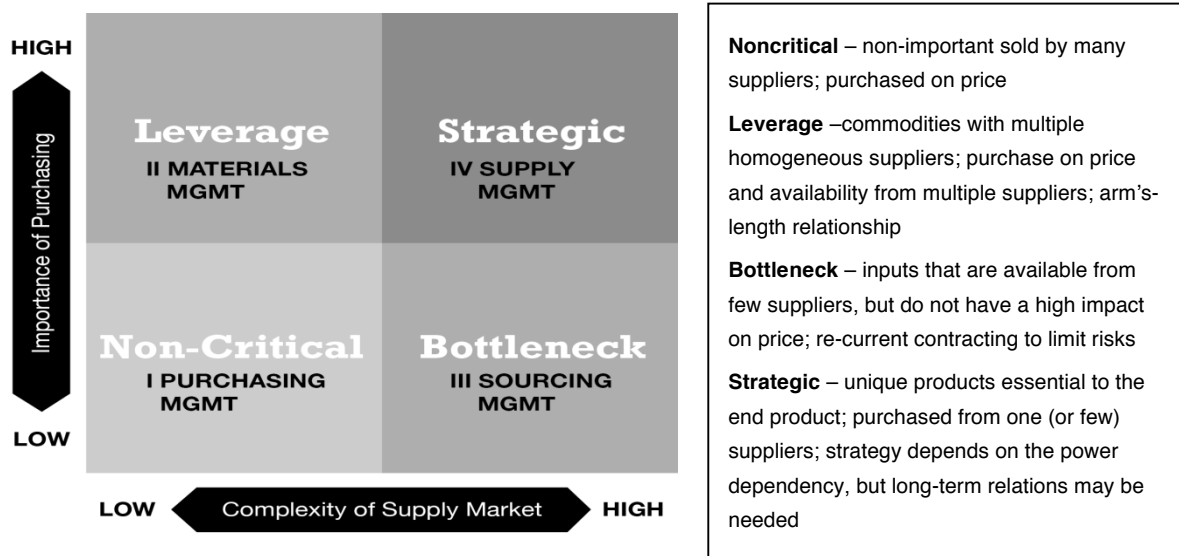 HIGH
Importance of Purchasing
LOW
Leverage
II MATERIALS
MGMT
Strategic
IV SUPPLY
MGMT
Non-Critical
I PURCHASING
MGMT
Bottleneck
III SOURCING
MGMT
LOW
Complexity of Supply Market
HIGH
Noncritical – non-important sold by many
suppliers; purchased on price
Leverage –commodities with multiple
homogeneous suppliers; purchase on price
and availability from multiple suppliers; arm's-
length relationship
Bottleneck – inputs that are available from
few suppliers, but do not have a high impact
on price; re-current contracting to limit risks
Strategic – unique products essential to the
end product; purchased from one (or few)
suppliers; strategy depends on the power
dependency, but long-term relations may be
needed